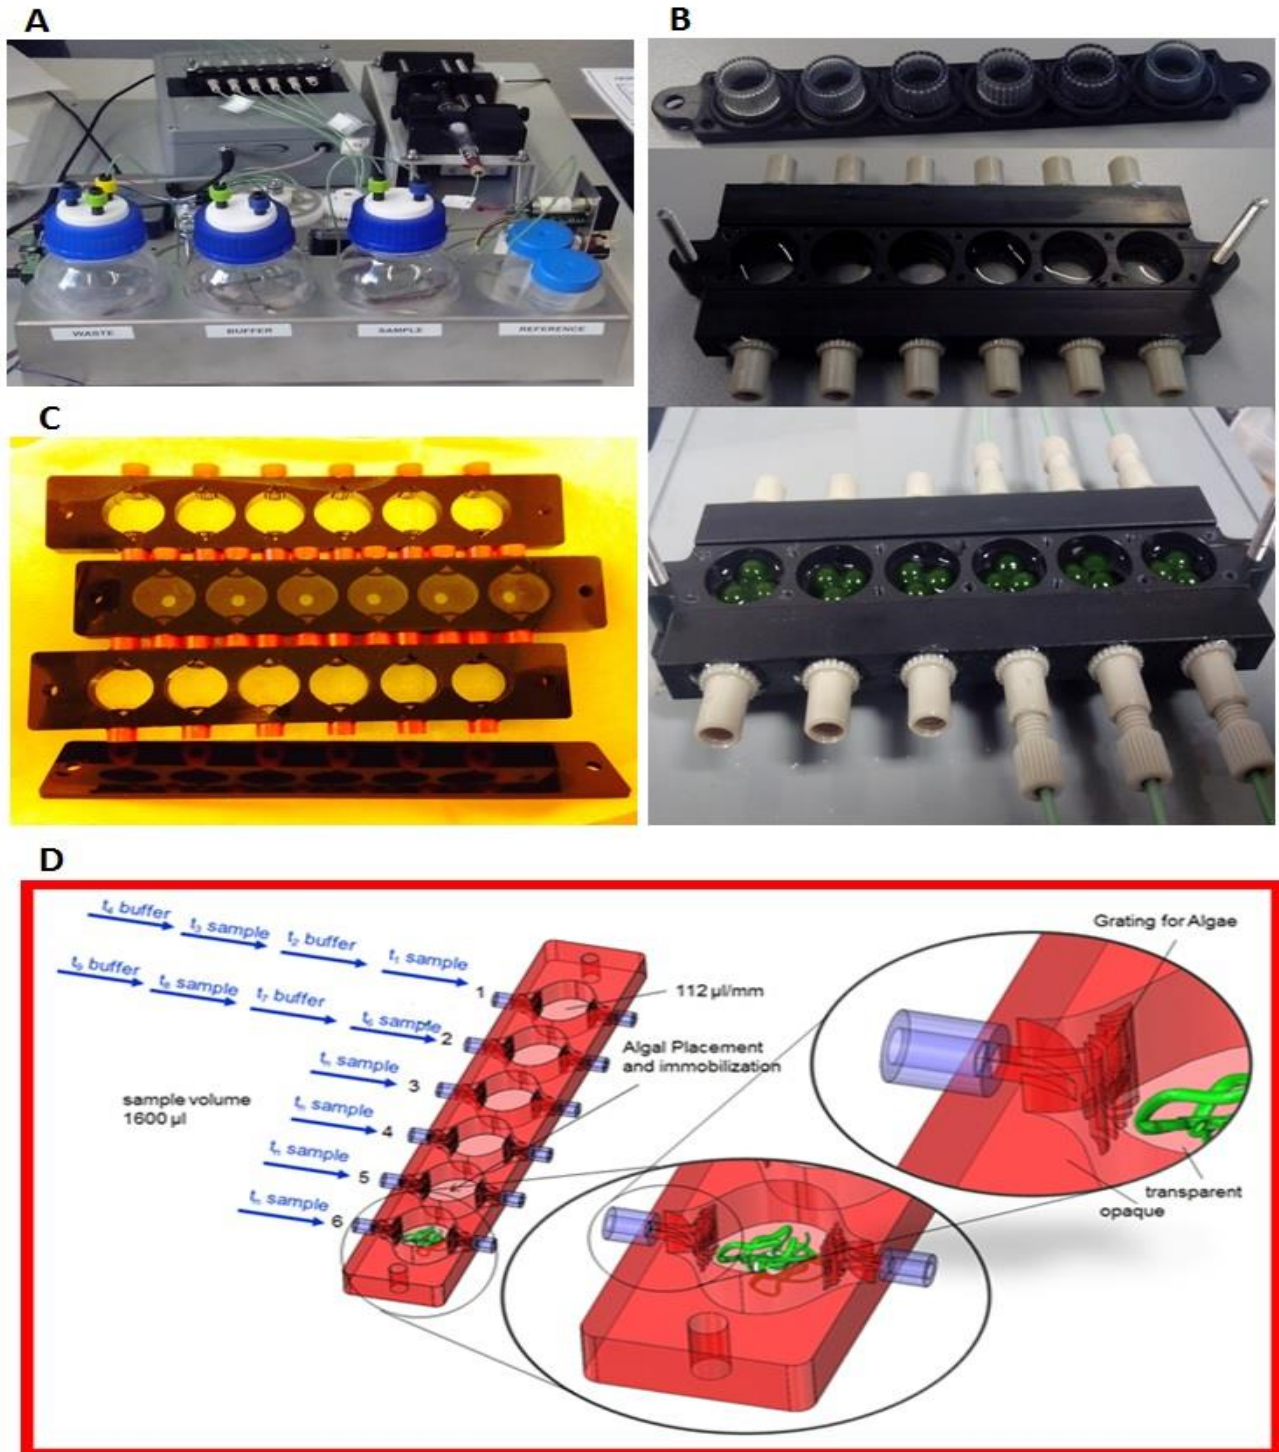 A
B
WASTE
BUFFER
SAMPLE
REFERENCE
C
D
t4 buffer
t3 sample
t2 buffer
t1 sample
t9 buffer
t8 sample
t7 buffer
t6 sample
tn sample
tn sample
tn sample
tn sample
1
2
3
4
5
6
sample volume
1600 µl
112 µl/mm
Algal Placement
and immobilization
Grating for Algae
transparent
opaque